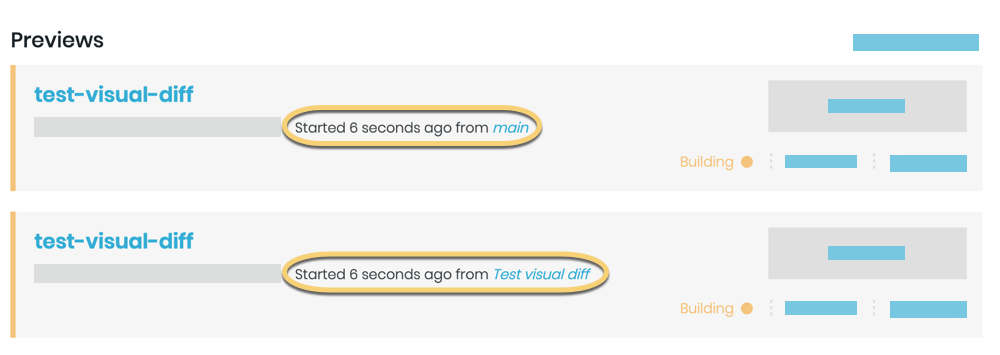 Previews
test-visual-diff
Started 6 seconds ago from main
Building
test-visual-diff
Started 6 seconds ago from Test visual diff
Building